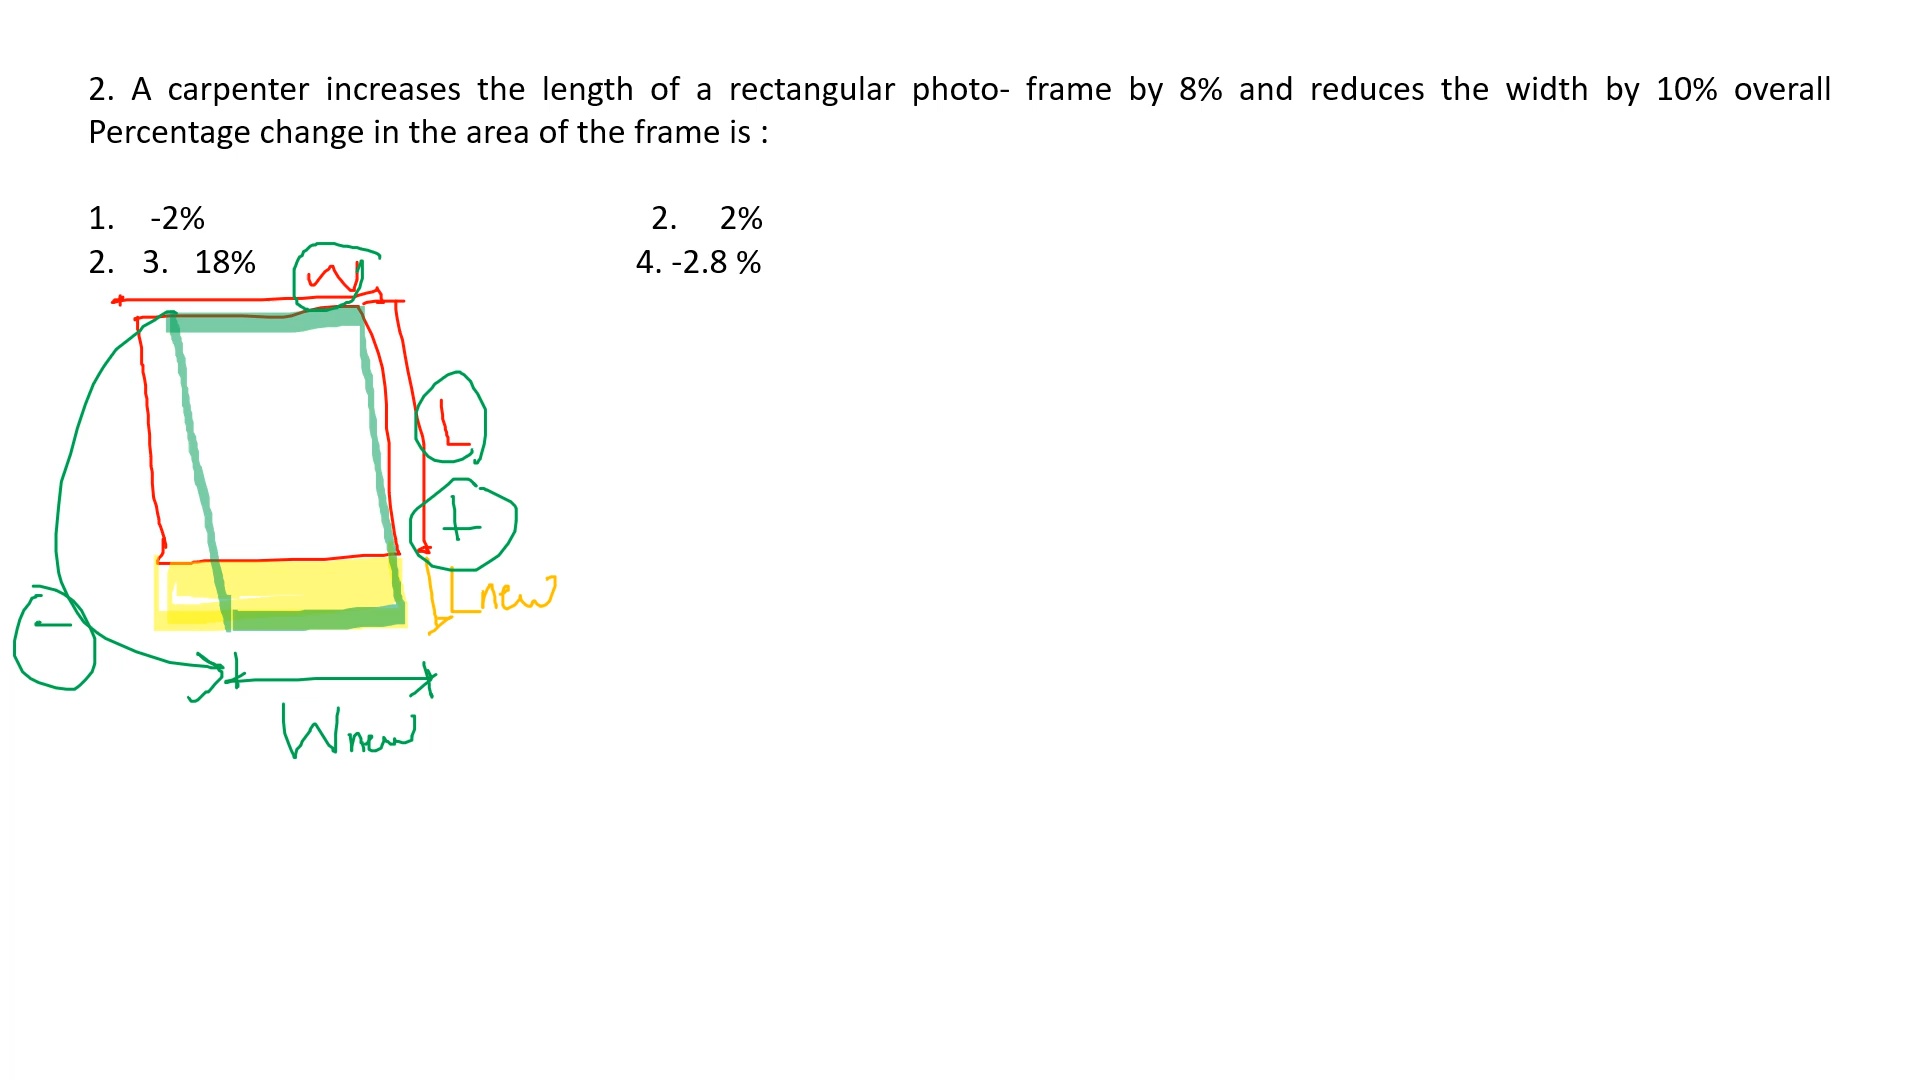 2. A carpenter increases the length of a rectangular photo- frame by 8% and reduces the width by 10% overall
Percentage change in the area of the frame is :
1. -2% 2. 2%
2. 3. 18% 4. -2.8 %
W
L
+
Lnew
-
Wnew